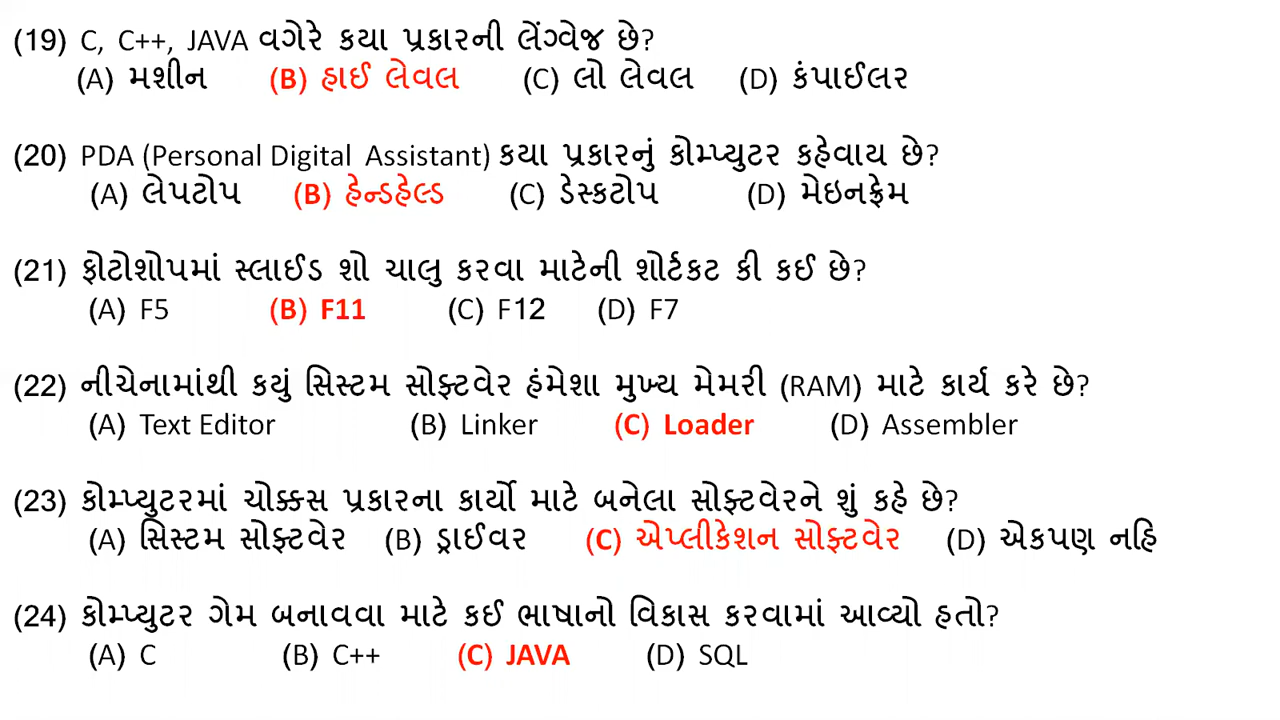 (19) C, C++, JAVA વગેરે કયા પ્રકારની લેંગ્વેજ છે?
(A) મશીન (B) હાઈ લેવલ (C) લો લેવલ (D) કંપાઈલર
(20) PDA (Personal Digital Assistant) કયા પ્રકારનું કોમ્પ્યુટર કહેવાય છે?
(A) લેપટોપ (B) હેન્ડહેલ્ડ (C) ડેસ્કટોપ (D) મેઇનફ્રેમ
(21) ફોટોશોપમાં સ્લાઈડ શો ચાલુ કરવા માટેની શોર્ટકટ કી કઈ છે?
(A) F5 (B) F11 (C) F12 (D) F7
(22) નીચેનામાંથી કયું સિસ્ટમ સોફ્ટવેર હંમેશા મુખ્ય મેમરી (RAM) માટે કાર્ય કરે છે?
(A) Text Editor (B) Linker (C) Loader (D) Assembler
(23) કોમ્પ્યુટરમાં ચોક્કસ પ્રકારના કાર્યો માટે બનેલા સોફ્ટવેરને શું કહે છે?
(A) સિસ્ટમ સોફ્ટવેર (B) ડ્રાઈવર (C) એપ્લીકેશન સોફ્ટવેર (D) એકપણ નહિ
(24) કોમ્પ્યુટર ગેમ બનાવવા માટે કઈ ભાષાનો વિકાસ કરવામાં આવ્યો હતો?
(A) C (B) C++ (C) JAVA (D) SQL